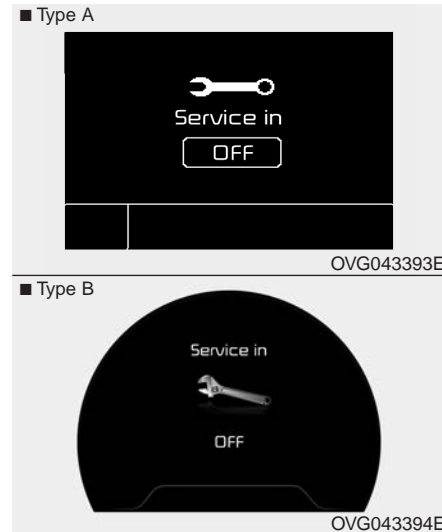 ■ Type A
Service in
OFF
OVG043393E
■ Type B
Service in
OFF
OVG043394E